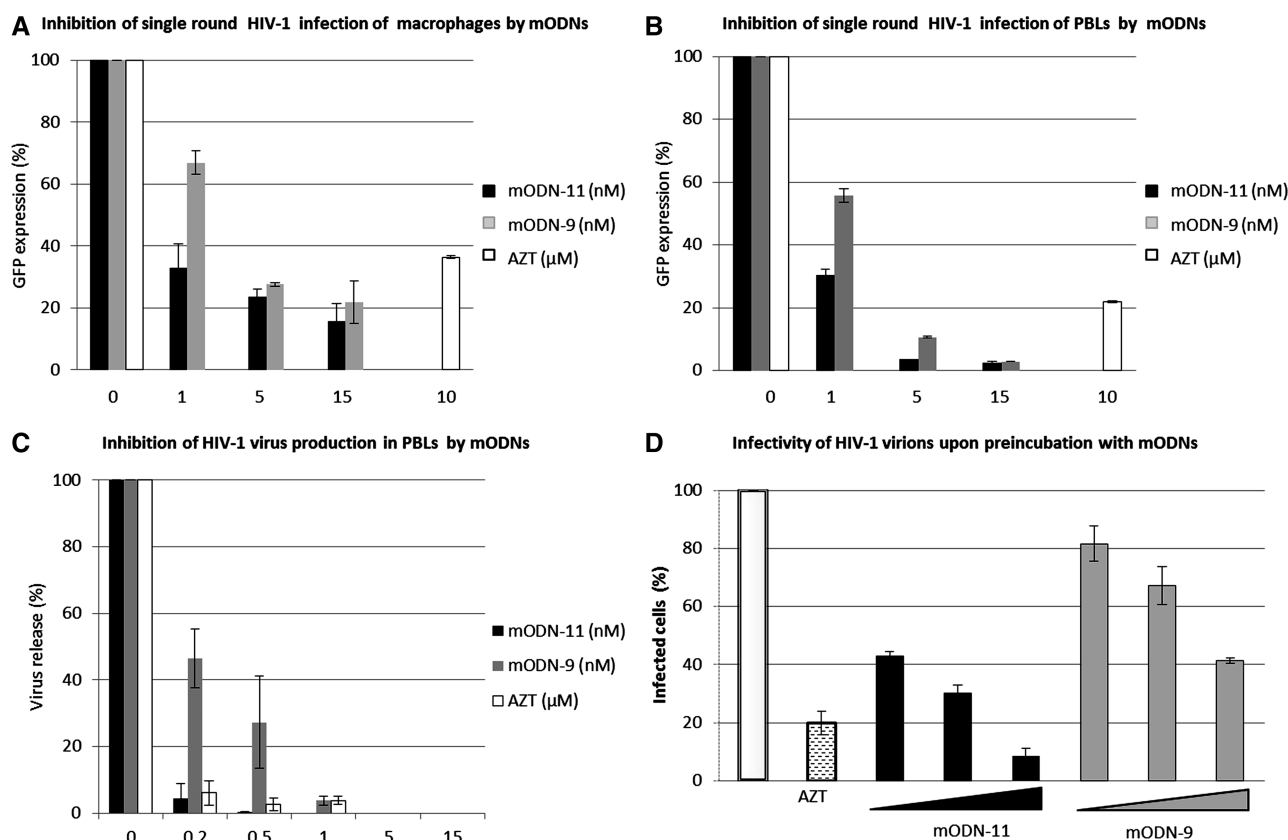 A Inhibition of single round HIV-1 infection of macrophages by mODNs
100
80
60
40
20
0
GFP expression (%)
0 1 5 15 10
mODN-11 (nM)
mODN-9 (nM)
AZT (µM)
B Inhibition of single round HIV-1 infection of PBLs by mODNs
100
80
60
40
20
0
GFP expression (%)
0 1 5 15 10
mODN-11 (nM)
mODN-9 (nM)
AZT (µM)
C Inhibition of HIV-1 virus production in PBLs by mODNs
100
80
60
40
20
0
Virus release (%)
0 0.2 0.5 1 5 15
mODN-11 (nM)
mODN-9 (nM)
AZT (µM)
D Infectivity of HIV-1 virions upon preincubation with mODNs
100
80
60
40
20
0
Infected cells (%)
AZT
mODN-11 mODN-9